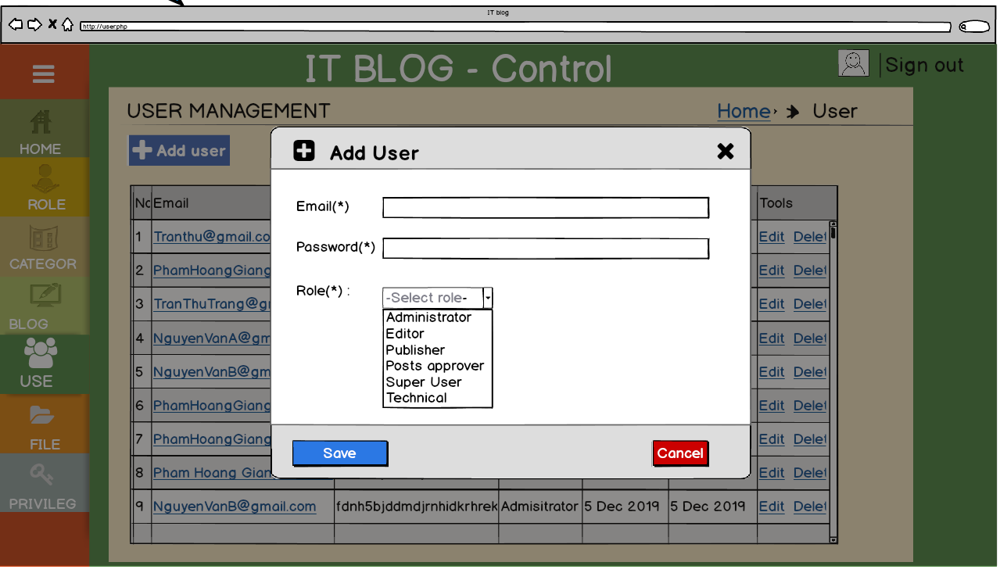 IT blog
http://user.php
IT BLOG - Control
Sign out
HOME
ROLE
CATEGOR
BLOG
USE
FILE
PRIVILEG
USER MANAGEMENT
Home
User
Add user
Add User
Email(*)
Password(*)
Role(*) :
-Select role-
Administrator
Editor
Publisher
Posts approver
Super User
Technical
Save
Cancel
Email Tools
1 Tranthu@gmail.co Edit Delet
2 PhamHoangGiang Edit Delet
3 TranThuTrang@g Edit Delet
4 NguyenVanA@gm Edit Delet
5 NguyenVanB@gm Edit Delet
6 PhamHoangGiang Edit Delet
7 PhamHoangGiang Edit Delet
8 Pham Hoang Gian Edit Delet
9 NguyenVanB@gmail.com fdnh5bjddmdjrnhidkrhrek Admisitrator 5 Dec 2019 5 Dec 2019 Edit Delet